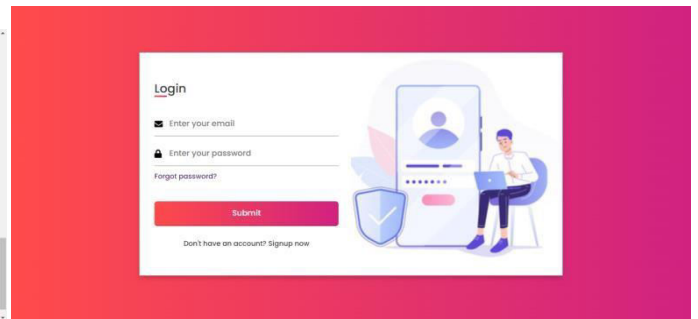 Login
Enter your email
Enter your password
Forgot password?
Submit
Don't have an account? Signup now